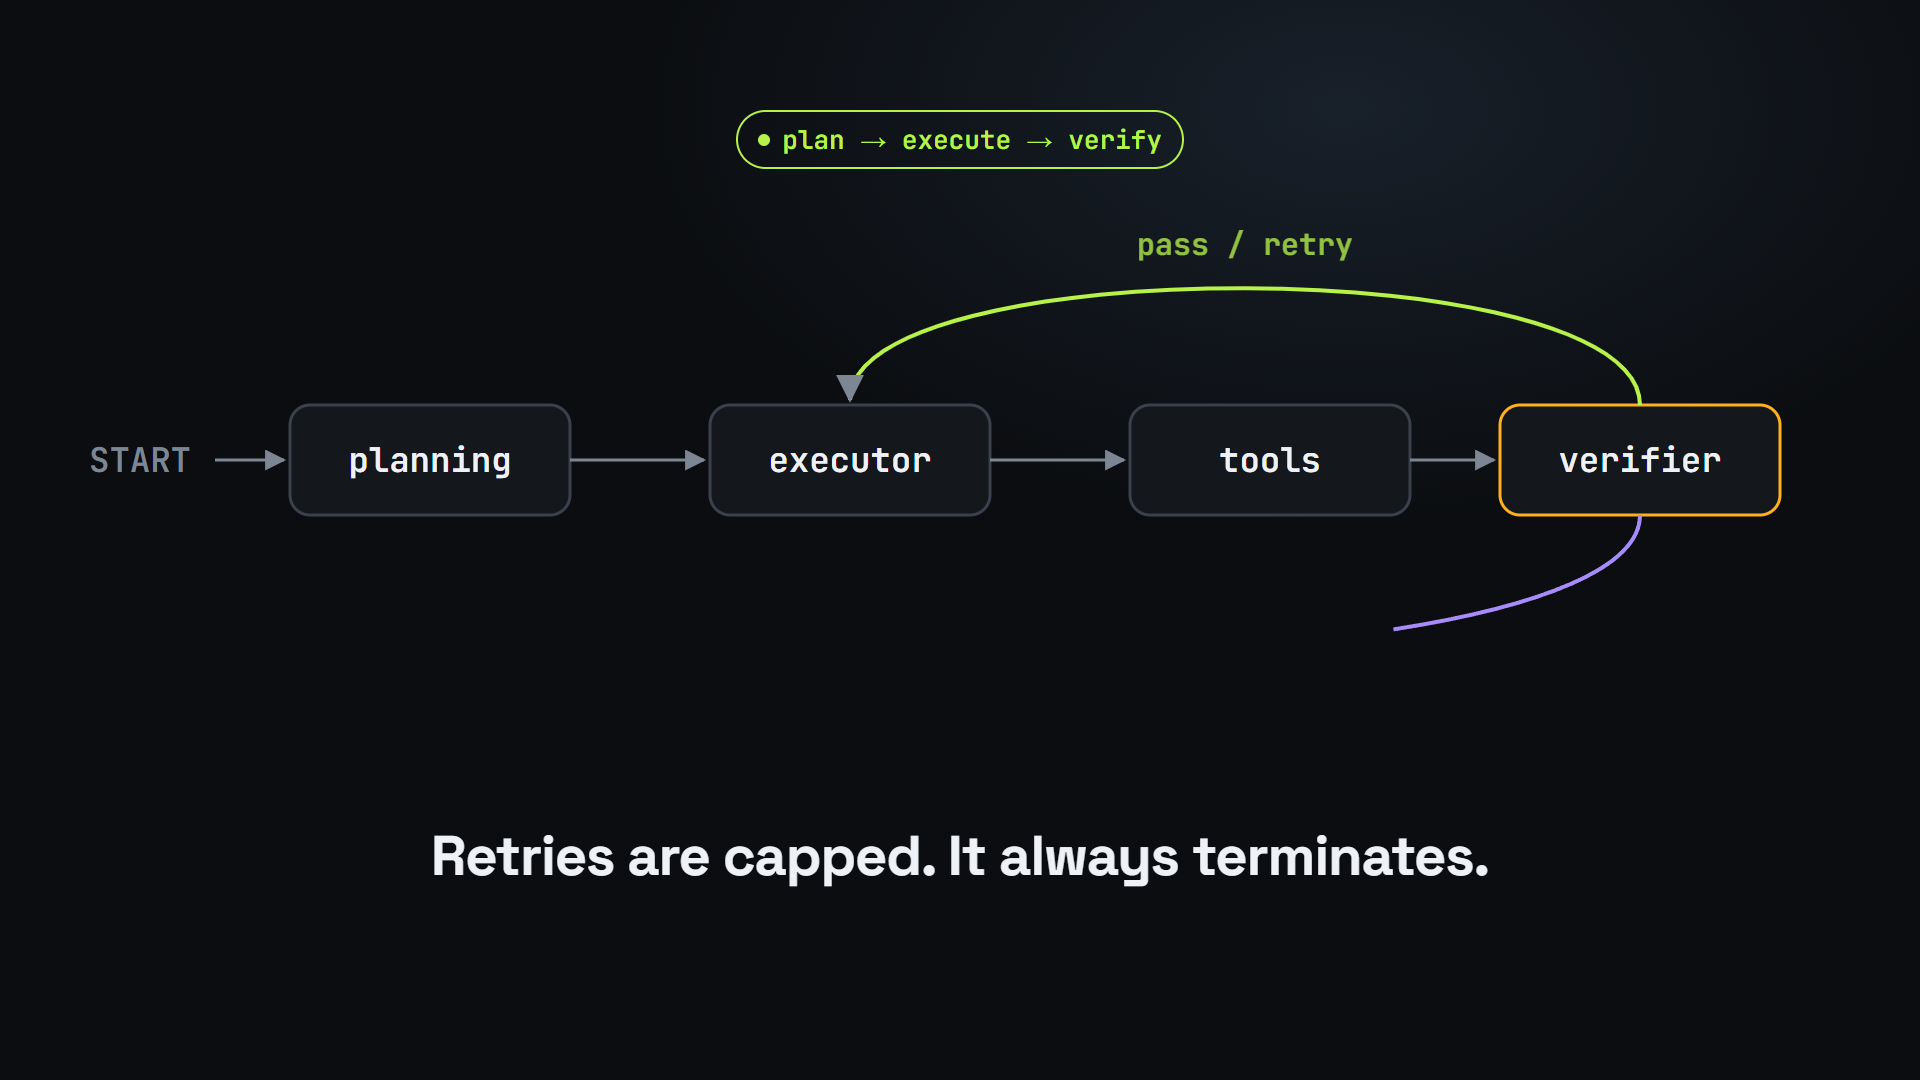 plan → execute → verify
pass / retry
START
planning
executor
tools
verifier
Retries are capped. It always terminates.